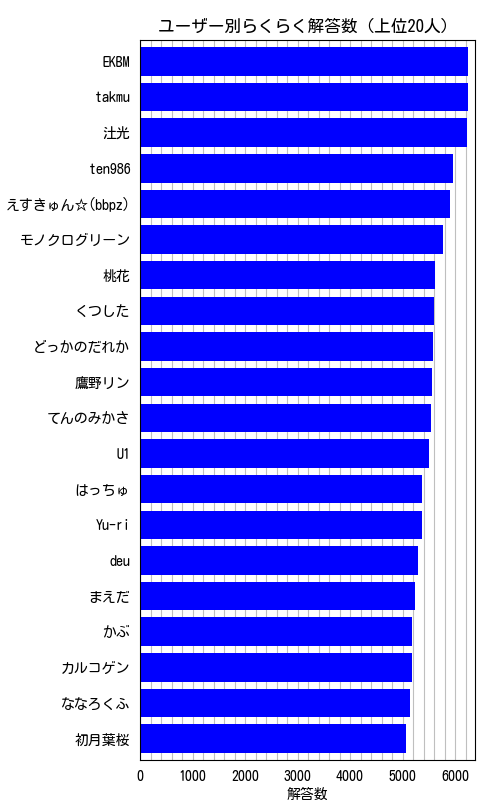 ユーザー別らくらく解答数（上位20人）
EKBM
takmu
辻光
ten986
えすきゅん☆(bbpz)
モノクログリーン
桃花
くつした
どっかのだれか
鷹野リン
てんのみかさ
U1
はっちゅ
Yu-ri
deu
まえだ
かぶ
カルコゲン
ななろくふ
初月葉桜
0 1000 2000 3000 4000 5000 6000
解答数